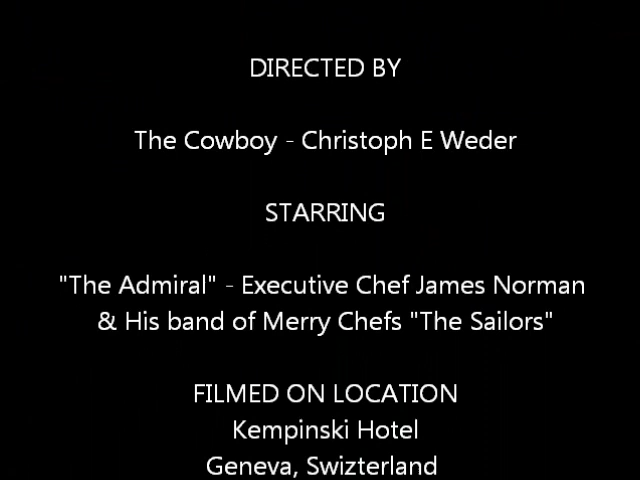 DIRECTED BY
The Cowboy - Christoph E Weder
STARRING
"The Admiral" - Executive Chef James Norman
& His band of Merry Chefs "The Sailors"
FILMED ON LOCATION
Kempinski Hotel
Geneva, Swizterland